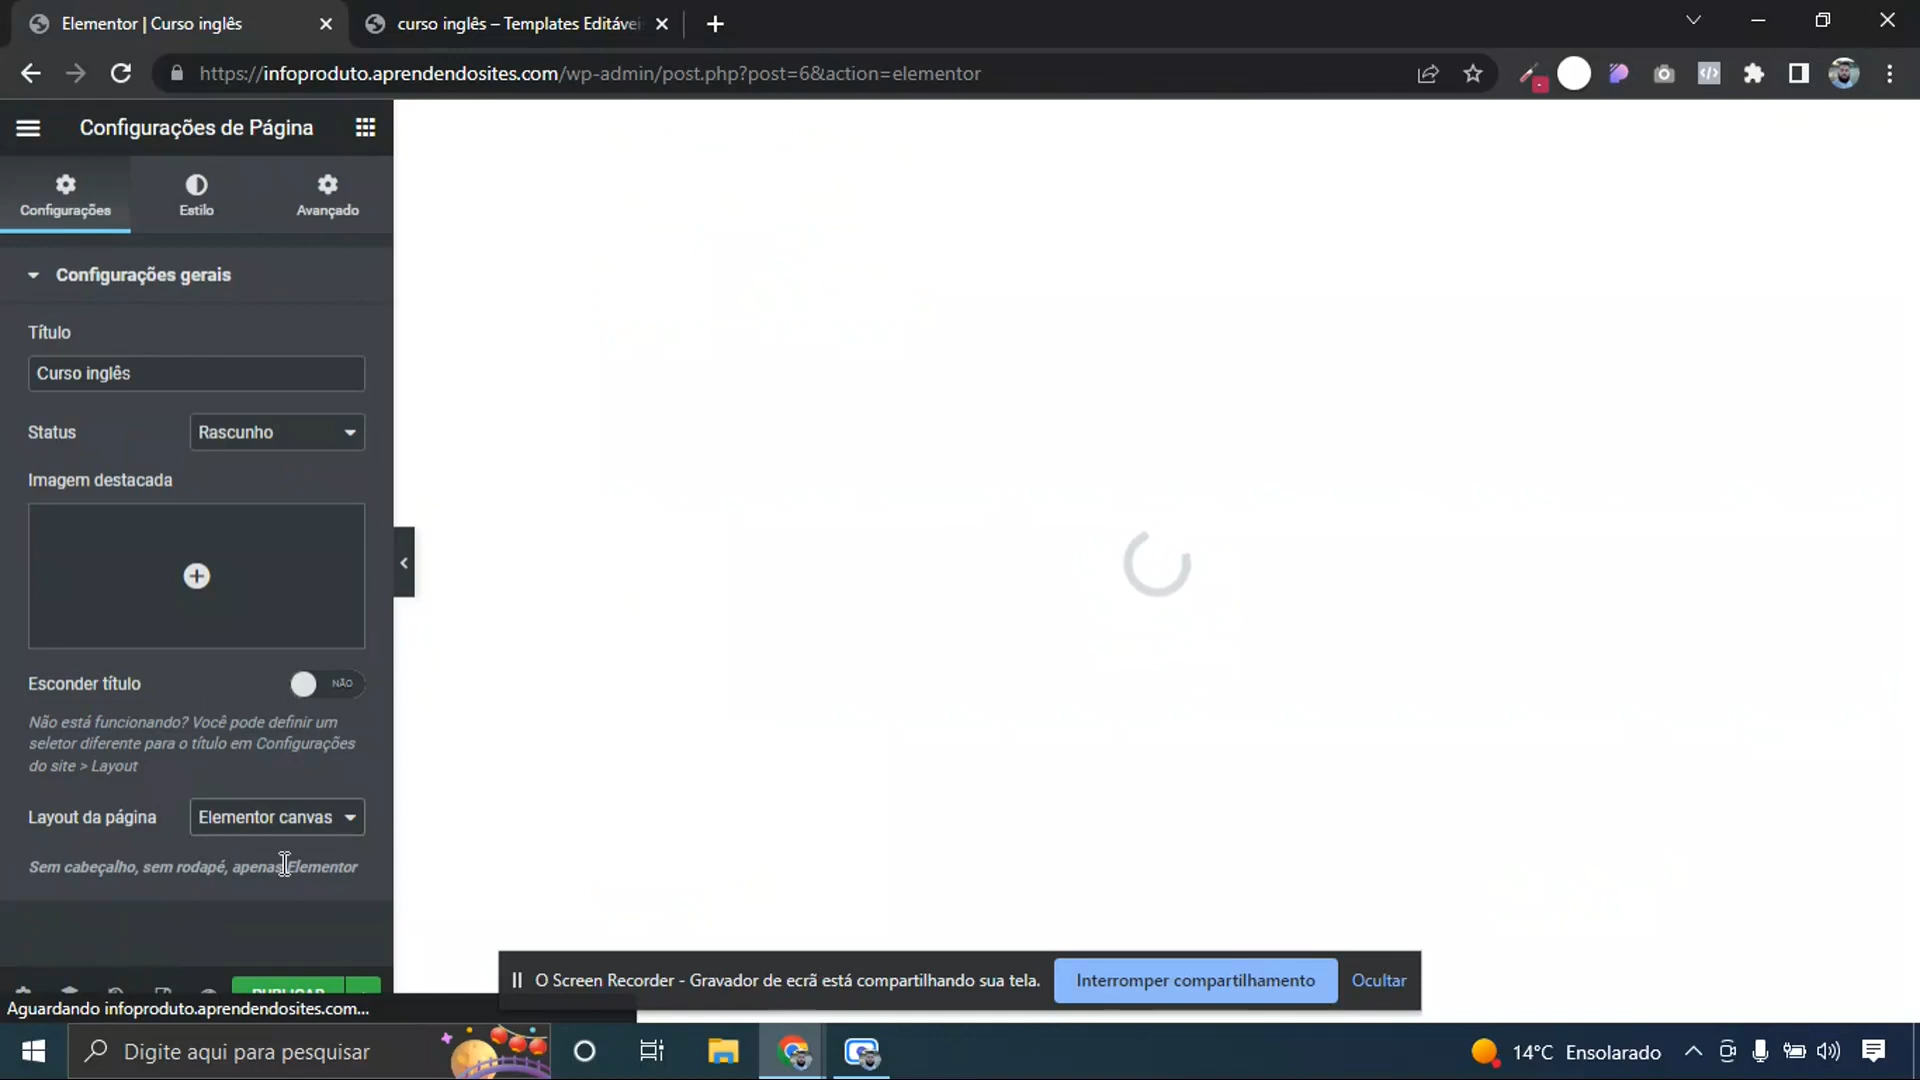 Elementor | Curso inglês
curso inglês – Templates Editávei
https://infoproduto.aprendendosites.com/wp-admin/post.php?post=6&action=elementor
Configurações de Página
Configurações
Estilo
Avançado
Configurações gerais
Título
Curso inglês
Status
Rascunho
Imagem destacada
Esconder título
NÃO
Não está funcionando? Você pode definir um
seletor diferente para o título em Configurações
do site > Layout
Layout da página
Elementor canvas
Sem cabeçalho, sem rodapé, apenas Elementor
PUBLICAR
O Screen Recorder - Gravador de ecrã está compartilhando sua tela.
Interromper compartilhamento
Ocultar
Aguardando infoproduto.aprendendosites.com...
Digite aqui para pesquisar
14°C Ensolarado